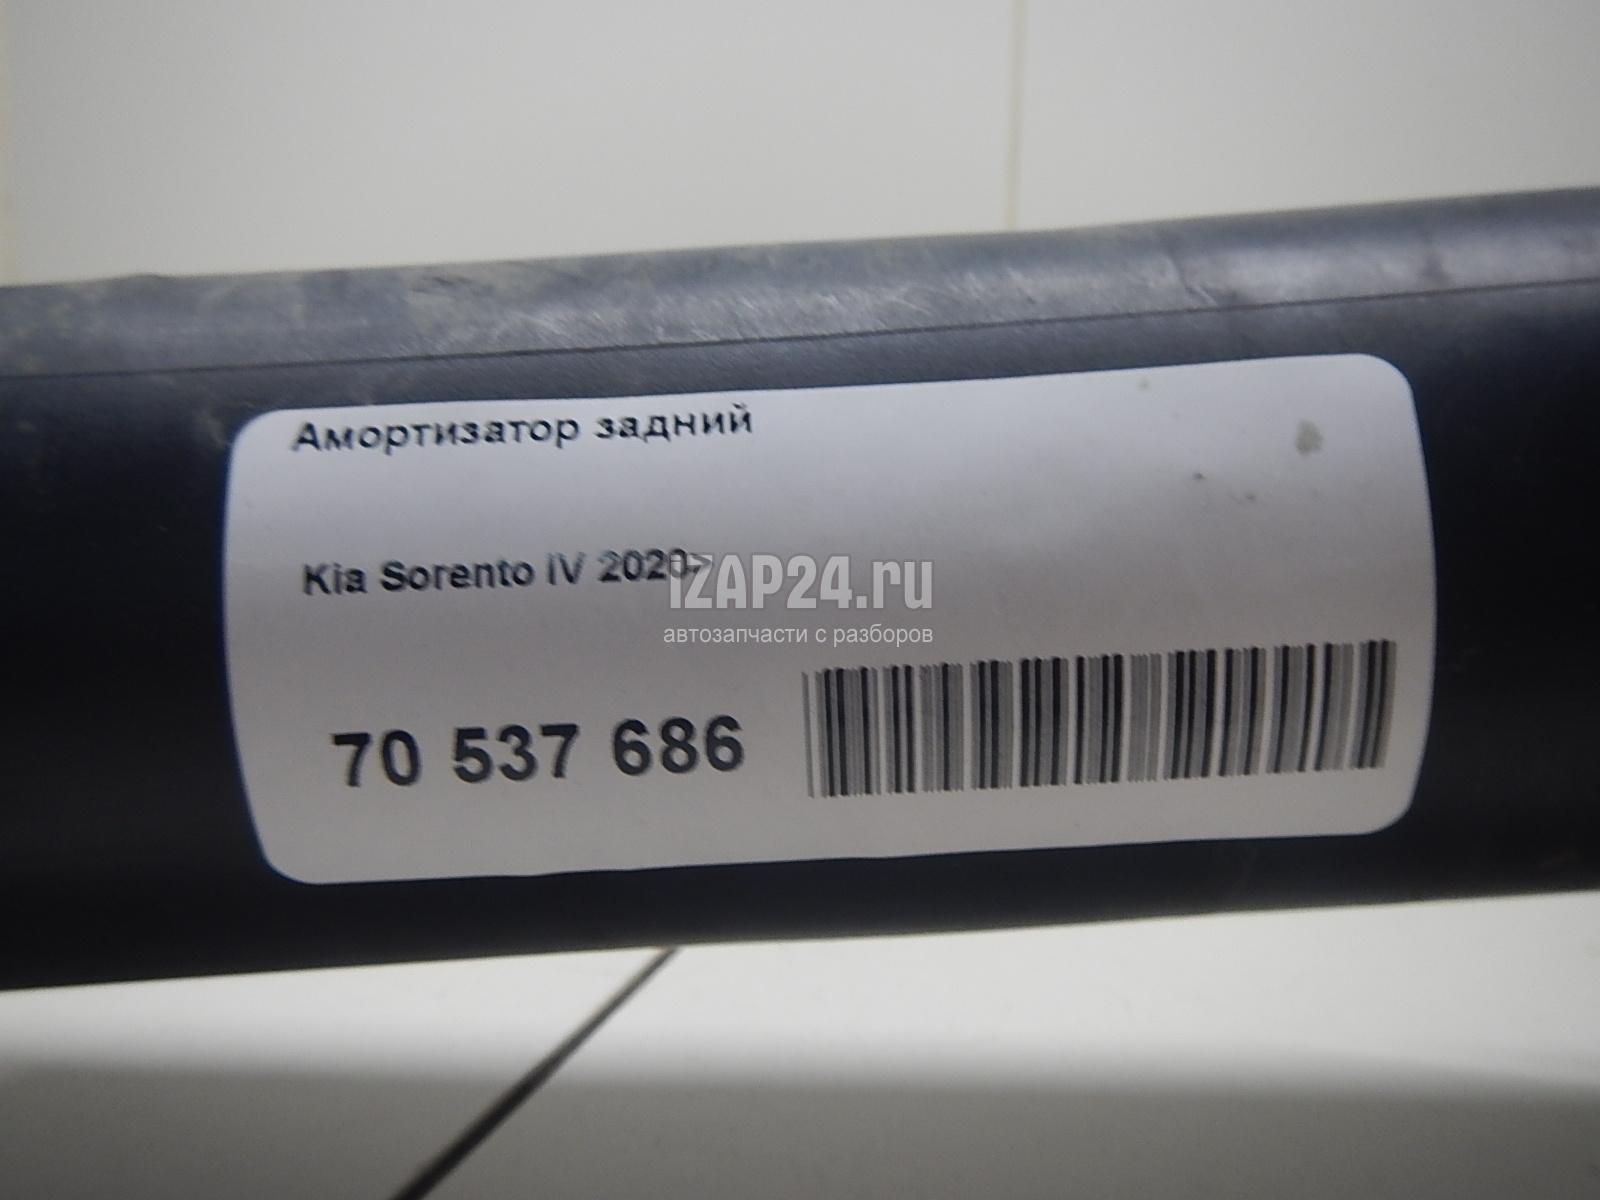 Амортизатор задний
Kia Sorento IV 2020>
iZAP24.ru
автозапчасти с разборов
70 537 686